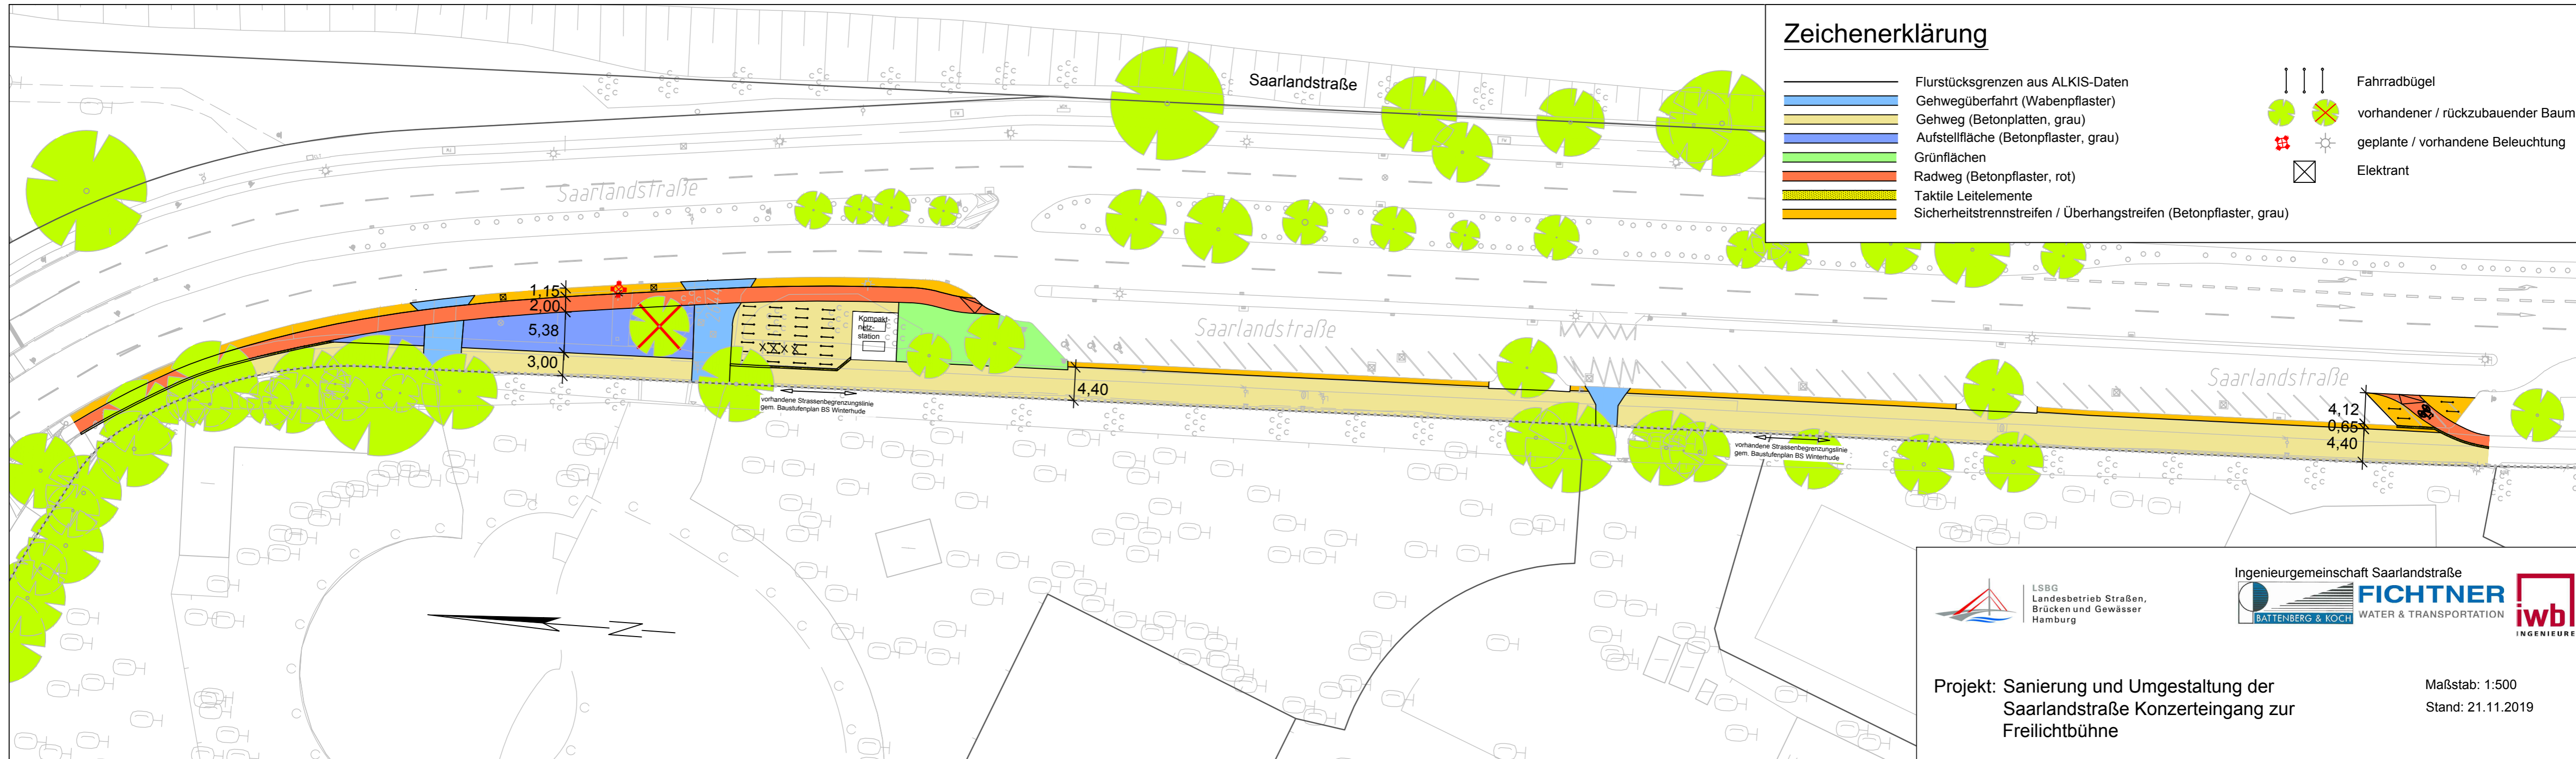 Zeichenerklärung
Flurstücksgrenzen aus ALKIS-Daten
Gehwegüberfahrt (Wabenpflaster)
Gehweg (Betonplatten, grau)
Aufstellfläche (Betonpflaster, grau)
Grünflächen
Radweg (Betonpflaster, rot)
Taktile Leitelemente
Sicherheitstrennstreifen / Überhangstreifen (Betonpflaster, grau)
Fahrradbügel
vorhandener / rückzubauender Baum
geplante / vorhandene Beleuchtung
Elektrant
Saarlandstraße
Saarlandstraße
Saarlandstraße
Saarlandstraße
1,15
2,00
5,38
3,00
Kompakt-
netz-
station
vorhandene Strassenbegrenzungslinie
gem. Baustufenplan BS Winterhude
4,40
vorhandene Strassenbegrenzungslinie
gem. Baustufenplan BS Winterhude
4,12
0,65
4,40
N
LSBG
Landesbetrieb Straßen,
Brücken und Gewässer
Hamburg
Ingenieurgemeinschaft Saarlandstraße
BATTENBERG & KOCH
FICHTNER
WATER & TRANSPORTATION
iwb
INGENIEURE
Projekt: Sanierung und Umgestaltung der
Saarlandstraße Konzerteingang zur
Freilichtbühne
Maßstab: 1:500
Stand: 21.11.2019